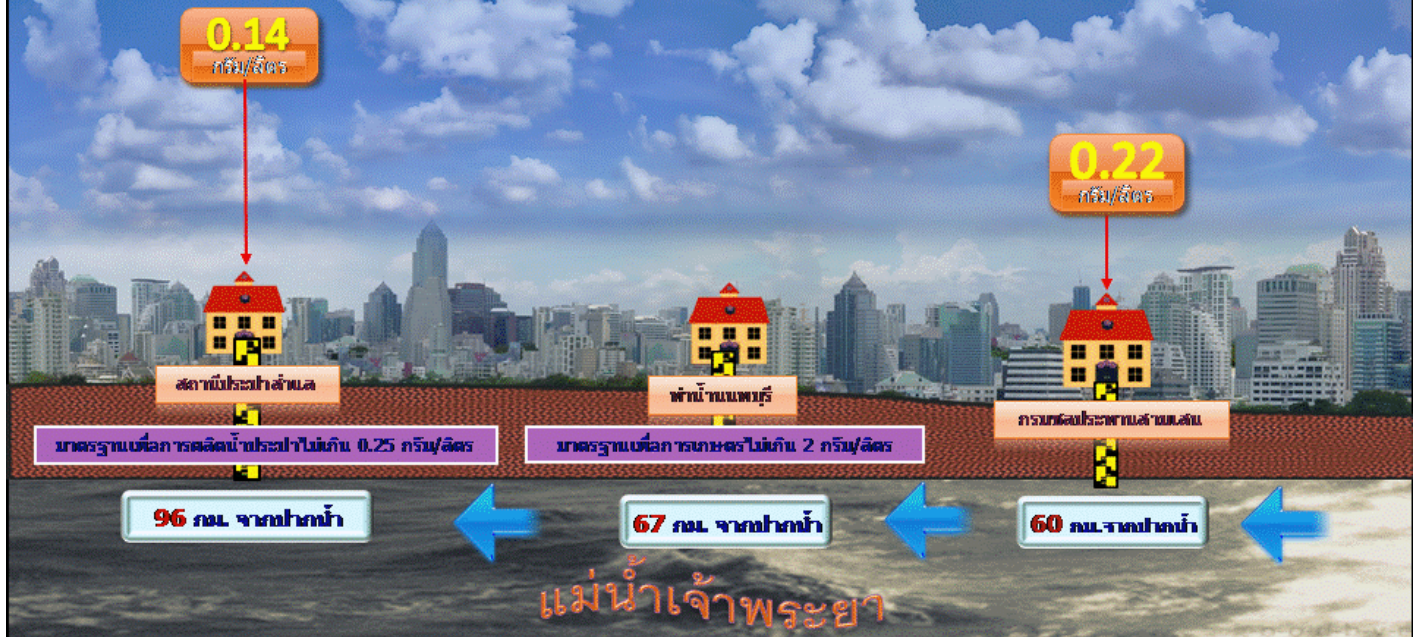 0.14
กรัม/ลิตร
0.22
กรัม/ลิตร
สถานีประปาสำแล
ท่าน้ำนนทบุรี
กรมชลประทานสามเสน
มาตรฐานเพื่อการผลิตน้ำประปาไม่เกิน 0.25 กรัม/ลิตร
มาตรฐานเพื่อการเกษตรไม่เกิน 2 กรัม/ลิตร
96 กม. จากปากน้ำ
67 กม. จากปากน้ำ
60 กม.จากปากน้ำ
แม่น้ำเจ้าพระยา